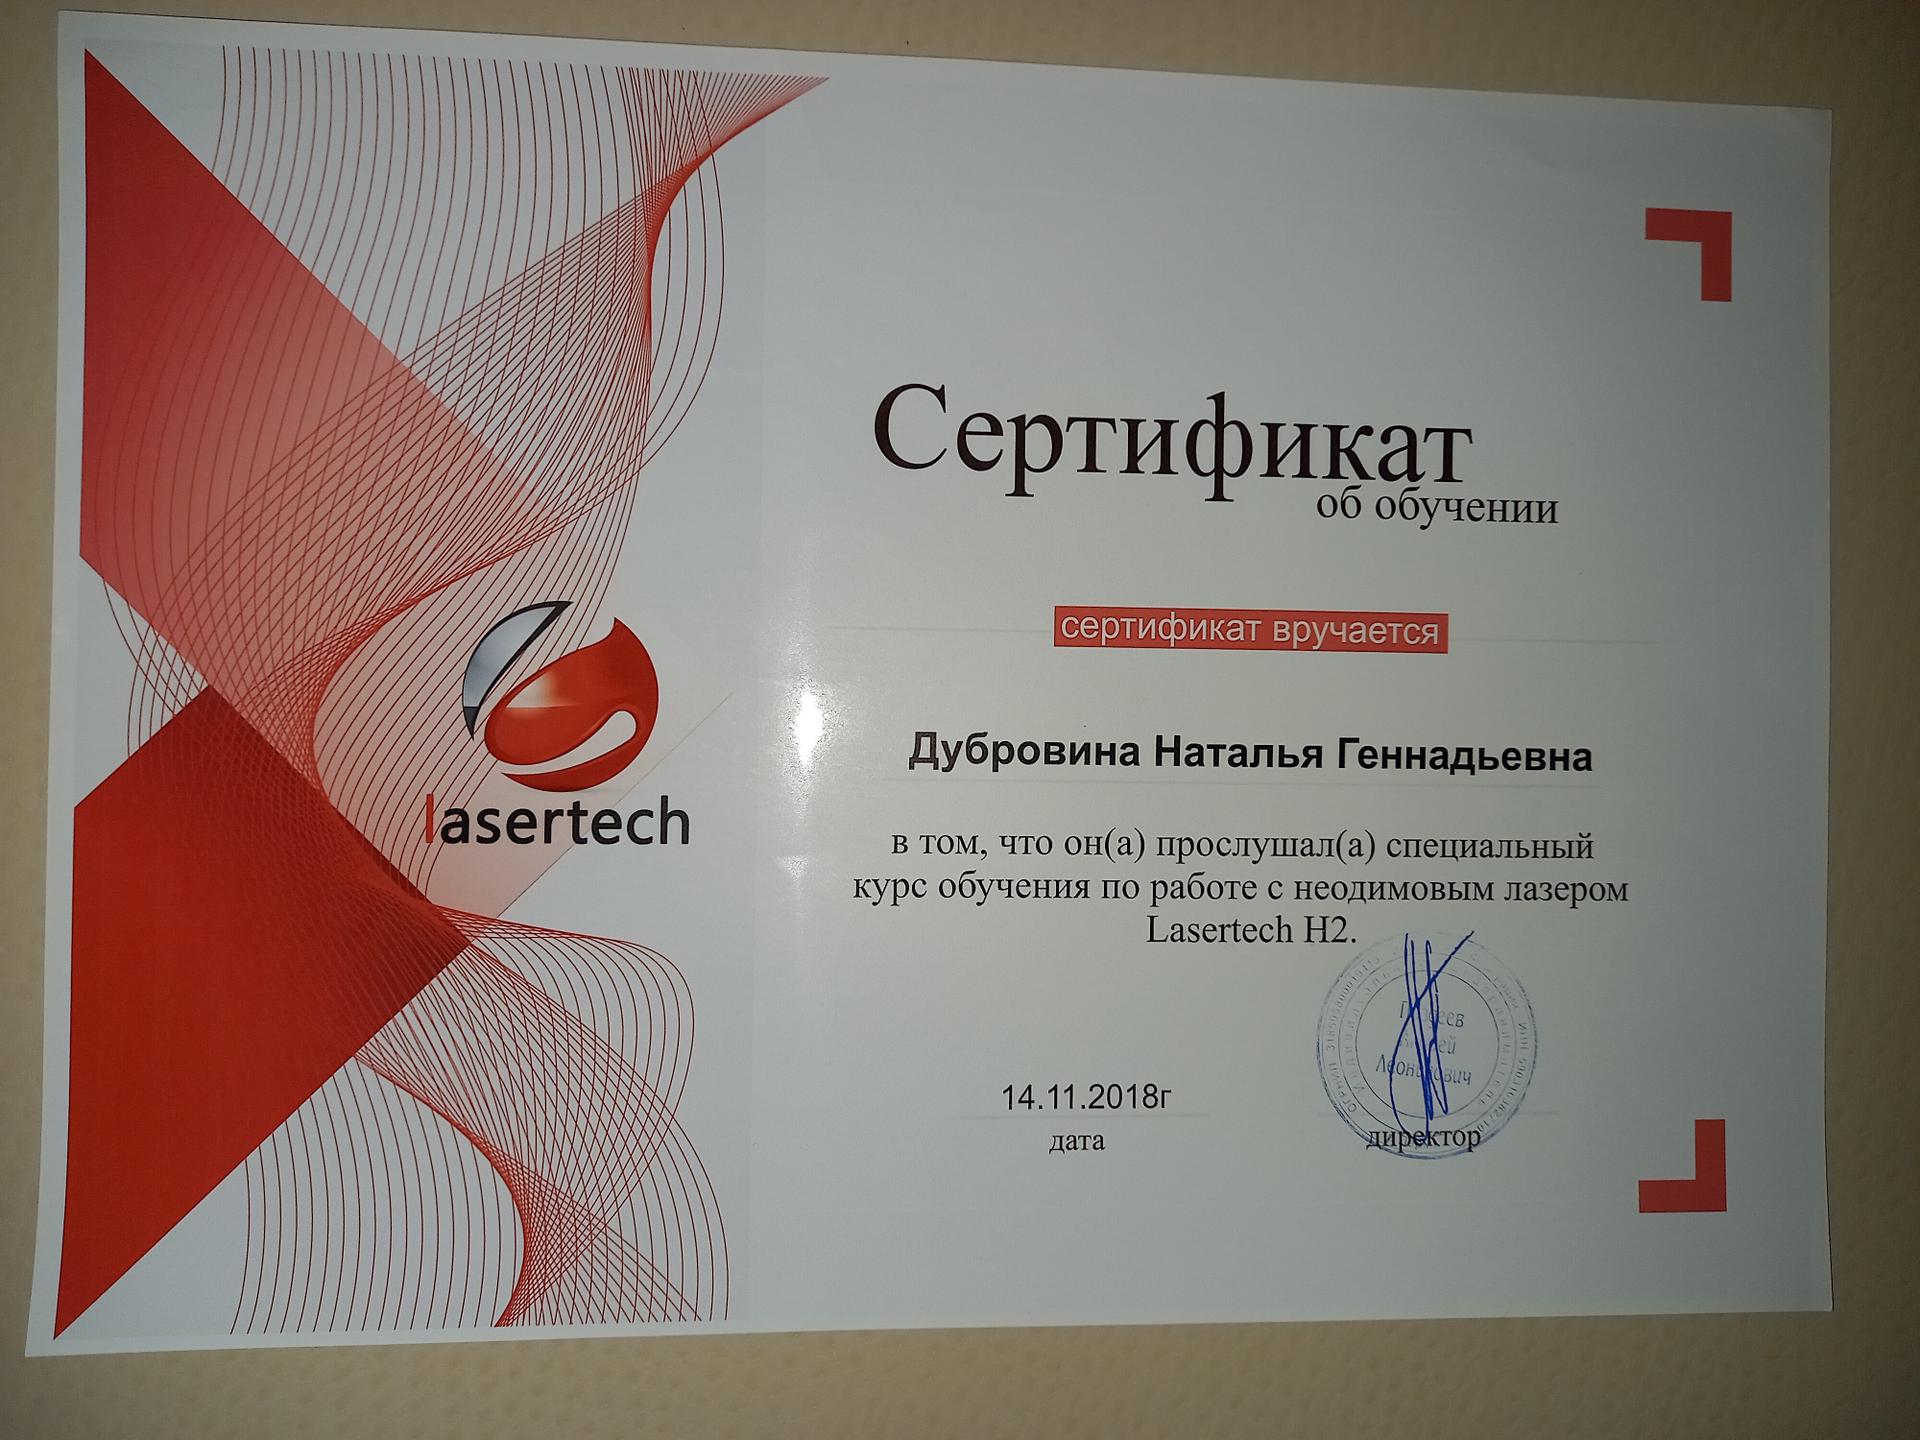 Сертификат
об обучении
сертификат вручается
Дубровина Наталья Геннадьевна
в том, что он(а) прослушал(а) специальный
курс обучения по работе с неодимовым лазером
Lasertech H2.
lasertech
14.11.2018г
дата
директор